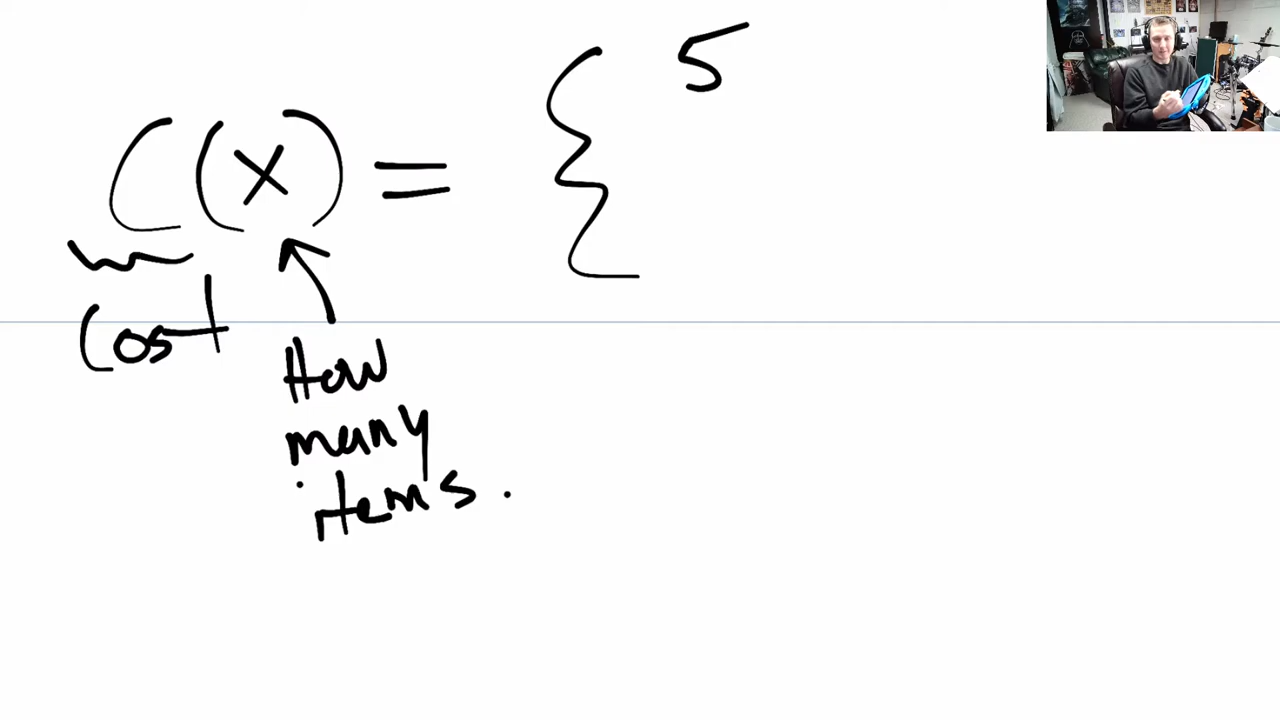 C(x) = { 5
Cost
How
many
items.